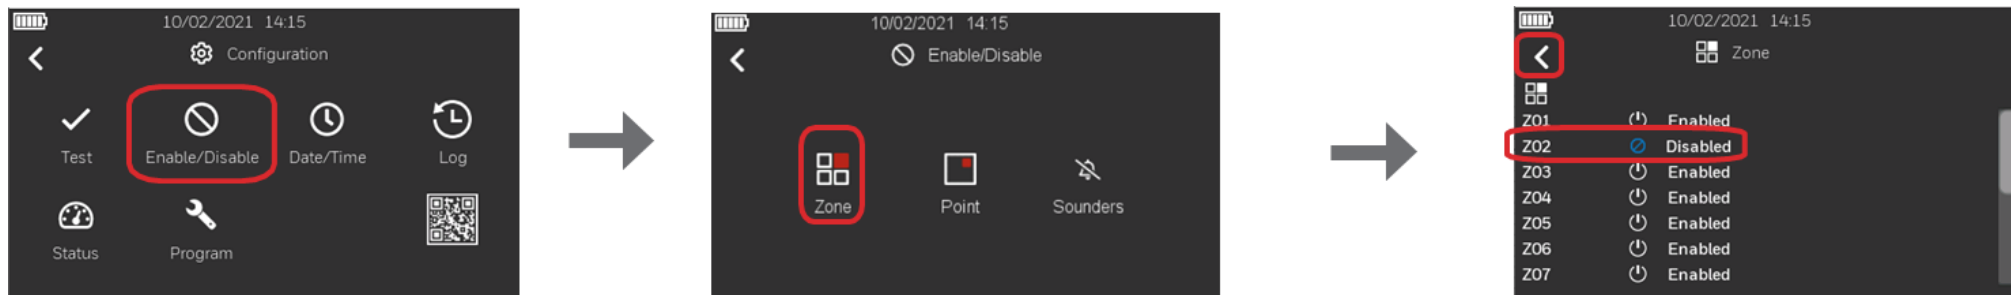 10/02/2021 14:15
Configuration
Test
Enable/Disable
Date/Time
Log
Status
Program
10/02/2021 14:15
Enable/Disable
Zone
Point
Sounders
10/02/2021 14:15
Zone
Z01 Enabled
Z02 Disabled
Z03 Enabled
Z04 Enabled
Z05 Enabled
Z06 Enabled
Z07 Enabled